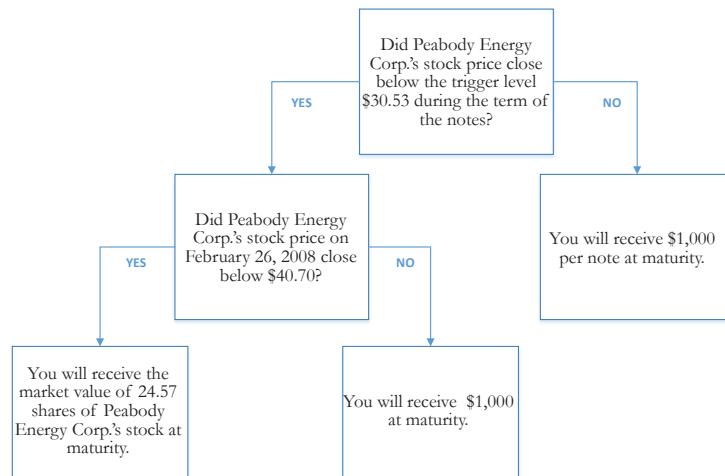 Did Peabody Energy
Corp.'s stock price close
below the trigger level
$30.53 during the term of
the notes?
YES
NO
Did Peabody Energy
Corp.'s stock price on
February 26, 2008 close
below $40.70?
You will receive $1,000
per note at maturity.
YES
NO
You will receive the
market value of 24.57
shares of Peabody
Energy Corp.'s stock at
maturity.
You will receive $1,000
at maturity.